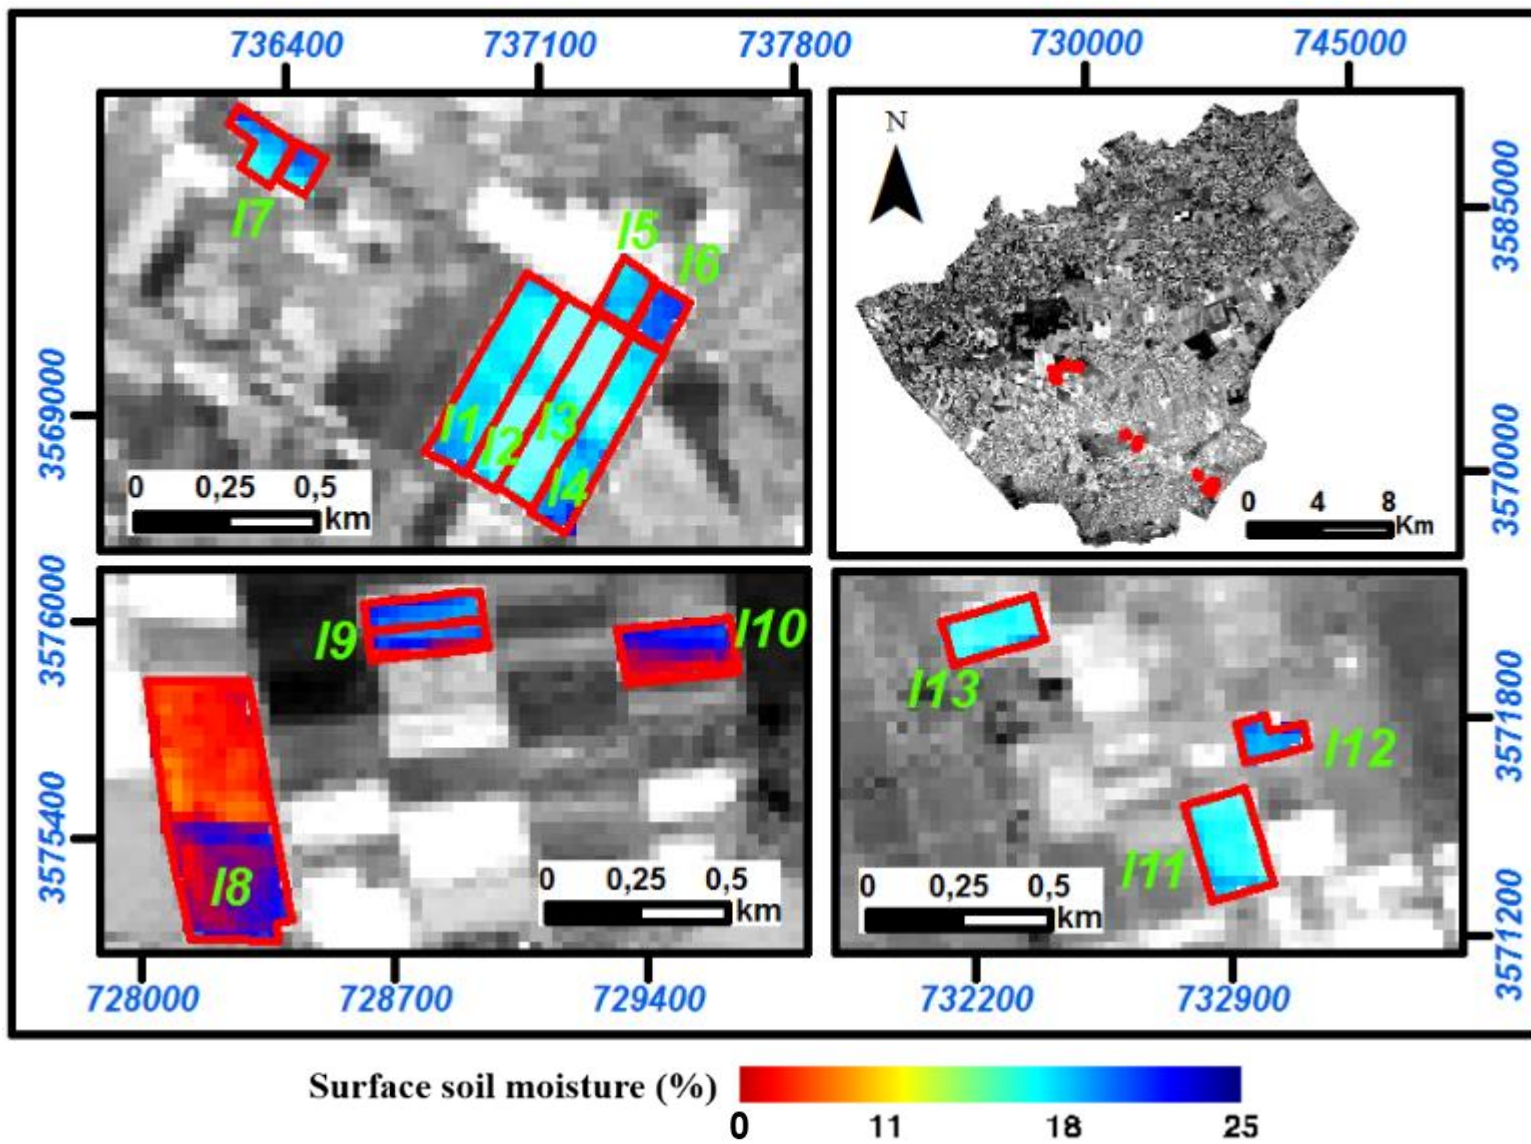 736400 737100 737800 730000 745000
N
I7
I5
I6
I1
I2
I3
I4
3569000
0 0,25 0,5
km
3585000
3570000
0 4 8
Km
3576000
3575400
I9
I10
I8
0 0,25 0,5
km
I13
I12
I11
0 0,25 0,5
km
3571800
3571200
728000 728700 729400 732200 732900
Surface soil moisture (%)
0 11 18 25